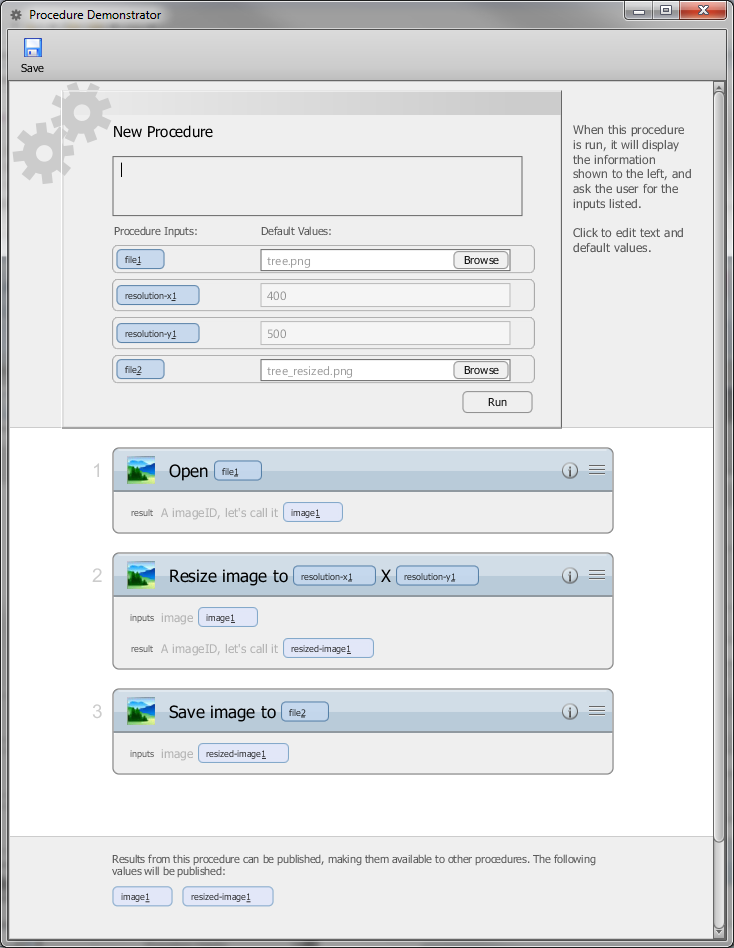 Procedure Demonstrator
Save
New Procedure
When this procedure
is run, it will display
the information
shown to the left, and
ask the user for the
inputs listed.
Click to edit text and
default values.
Procedure Inputs: Default Values:
file1 tree.png Browse
resolution-x1 400
resolution-y1 500
file2 tree_resized.png Browse
Run
1 Open file1
result A imageID, let's call it image1
2 Resize image to resolution-x1 X resolution-y1
inputs image image1
result A imageID, let's call it resized-image1
3 Save image to file2
inputs image resized-image1
Results from this procedure can be published, making them available to other procedures. The following
values will be published:
image1 resized-image1